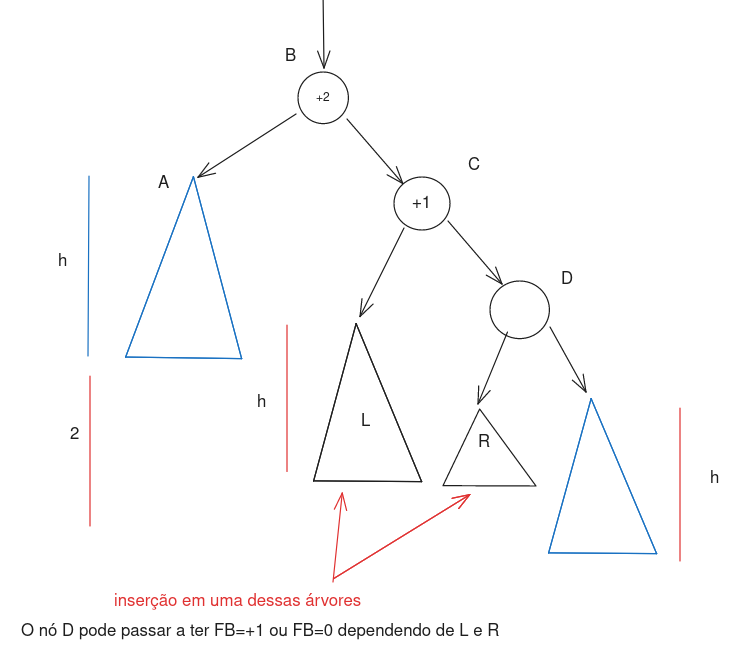 B
+2
C
A
+1
h
D
h
L
2
R
h
inserção em uma dessas árvores
O nó D pode passar a ter FB=+1 ou FB=0 dependendo de L e R